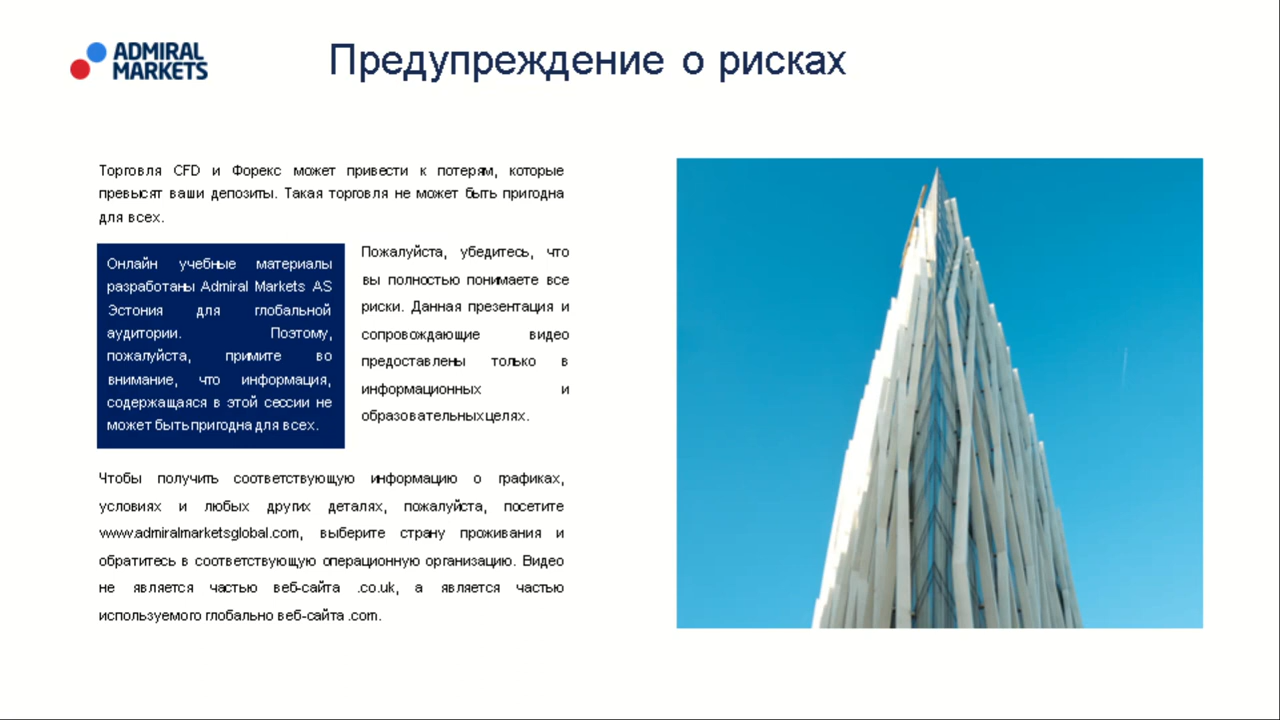 ADMIRAL
MARKETS
Предупреждение о рисках
Торговля CFD и Форекс может привести к потерям, которые
превысят ваши депозиты. Такая торговля не может быть пригодна
для всех.
Онлайн учебные материалы
разработаны Admiral Markets AS
Эстония для глобальной
аудитории. Поэтому,
пожалуйста, примите во
внимание, что информация,
содержащаяся в этой сессии не
может быть пригодна для всех.
Пожалуйста, убедитесь, что
вы полностью понимаете все
риски. Данная презентация и
сопровождающие видео
предоставлены только в
информационных и
образовательных целях.
Чтобы получить соответствующую информацию о графиках,
условиях и любых других деталях, пожалуйста, посетите
www.admiralmarketsglobal.com, выберите страну проживания и
обратитесь в соответствующую операционную организацию. Видео
не является частью веб-сайта .co.uk, а является частью
используемого глобально веб-сайта .com.